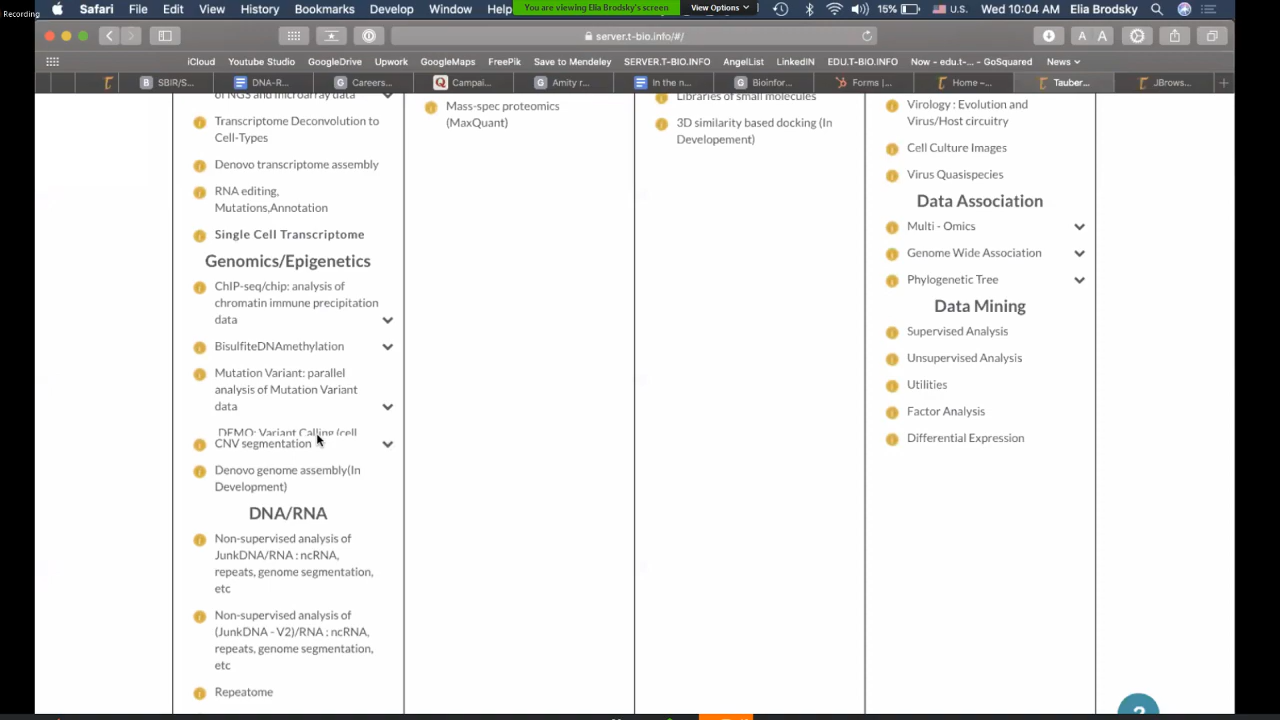 Recording
Safari File Edit View History Bookmarks Develop Window Help
You are viewing Elia Brodsky's screen View Options
15% U.S. Wed 10:04 AM Elia Brodsky
server.t-bio.info/#/
A A
iCloud Youtube Studio GoogleDrive Upwork GoogleMaps FreePik Save to Mendeley SERVER.T-BIO.INFO AngelList LinkedIN EDU.T-BIO.INFO Now - edu.t-... - GoSquared News
SBIR/S... DNA-R... Careers... Campai... Amity r... In the n... Bioinfor... Forms |... Home –... Tauber... JBrows...
of NGS and microarray data
Transcriptome Deconvolution to
Cell-Types
Denovo transcriptome assembly
RNA editing,
Mutations,Annotation
Single Cell Transcriptome
Genomics/Epigenetics
ChIP-seq/chip: analysis of
chromatin immune precipitation
data
BisulfiteDNAmethylation
Mutation Variant: parallel
analysis of Mutation Variant
data
DEMO: Variant Calling (cell
CNV segmentation
Denovo genome assembly(In
Development)
DNA/RNA
Non-supervised analysis of
JunkDNA/RNA : ncRNA,
repeats, genome segmentation,
etc
Non-supervised analysis of
(JunkDNA - V2)/RNA : ncRNA,
repeats, genome segmentation,
etc
Repeatome
Mass-spec proteomics
(MaxQuant)
Libraries of small molecules
3D similarity based docking (In
Developement)
Virology : Evolution and
Virus/Host circuitry
Cell Culture Images
Virus Quasispecies
Data Association
Multi - Omics
Genome Wide Association
Phylogenetic Tree
Data Mining
Supervised Analysis
Unsupervised Analysis
Utilities
Factor Analysis
Differential Expression
?